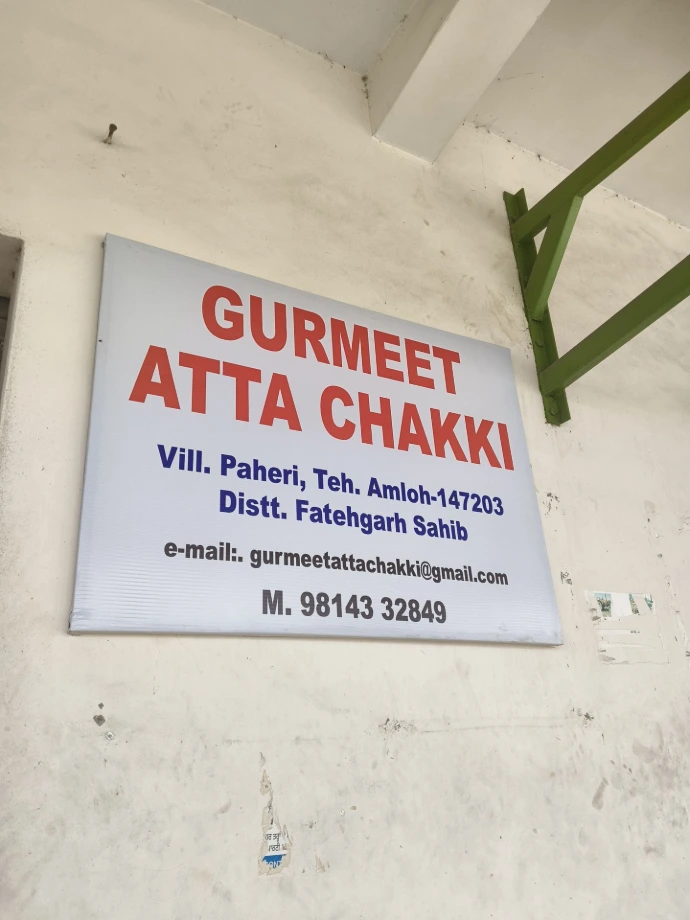 GURMEET
ATTA CHAKKI
Vill. Paheri, Teh. Amloh-147203
Distt. Fatehgarh Sahib
e-mail:. gurmeetattachakki@gmail.com
M. 98143 32849